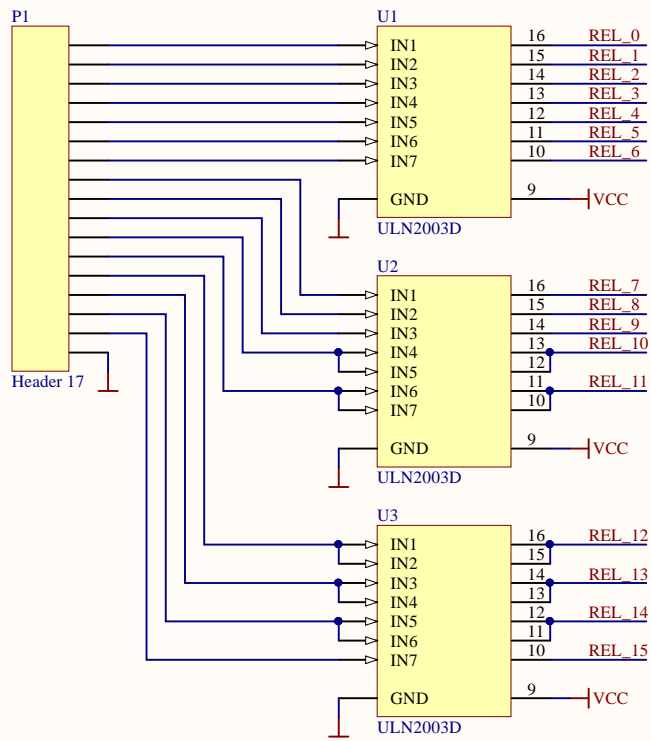 P1
Header 17
U1
IN1 16 REL_0
IN2 15 REL_1
IN3 14 REL_2
IN4 13 REL_3
IN5 12 REL_4
IN6 11 REL_5
IN7 10 REL_6
GND 9 VCC
ULN2003D
U2
IN1 16 REL_7
IN2 15 REL_8
IN3 14 REL_9
IN4 13 REL_10
IN5 12
IN6 11 REL_11
IN7 10
GND 9 VCC
ULN2003D
U3
IN1 16 REL_12
IN2 15
IN3 14 REL_13
IN4 13
IN5 12 REL_14
IN6 11
IN7 10 REL_15
GND 9 VCC
ULN2003D